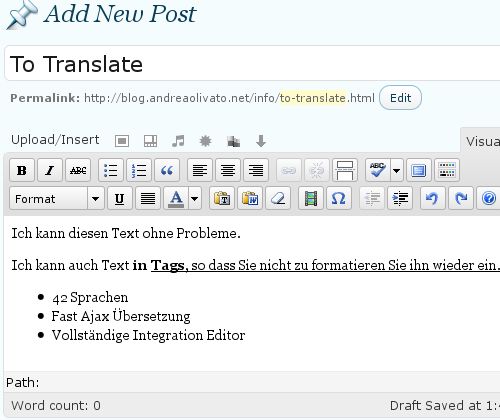 Add New Post
To Translate
Permalink: http://blog.andreaolivato.net/info/to-translate.html Edit
Upload/Insert
Visua
B I ABC ABC
Format U A T W Ω
Ich kann diesen Text ohne Probleme.
Ich kann auch Text in Tags, so dass Sie nicht zu formatieren Sie ihn wieder ein.
42 Sprachen
Fast Ajax Übersetzung
Vollständige Integration Editor
Path:
Word count: 0
Draft Saved at 1: